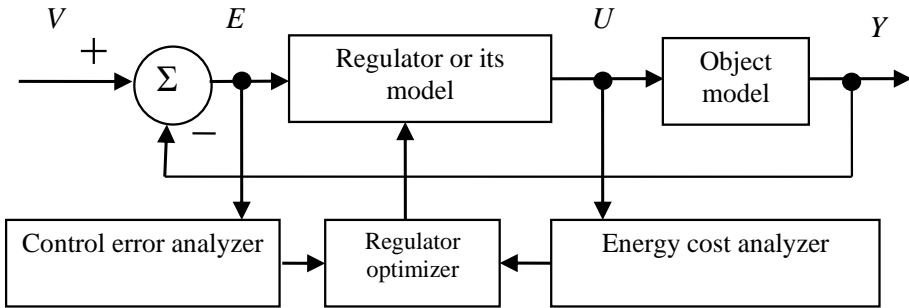 V
E
U
Y
+
Σ
−
Regulator or its
model
Object
model
Control error analyzer
Regulator
optimizer
Energy cost analyzer